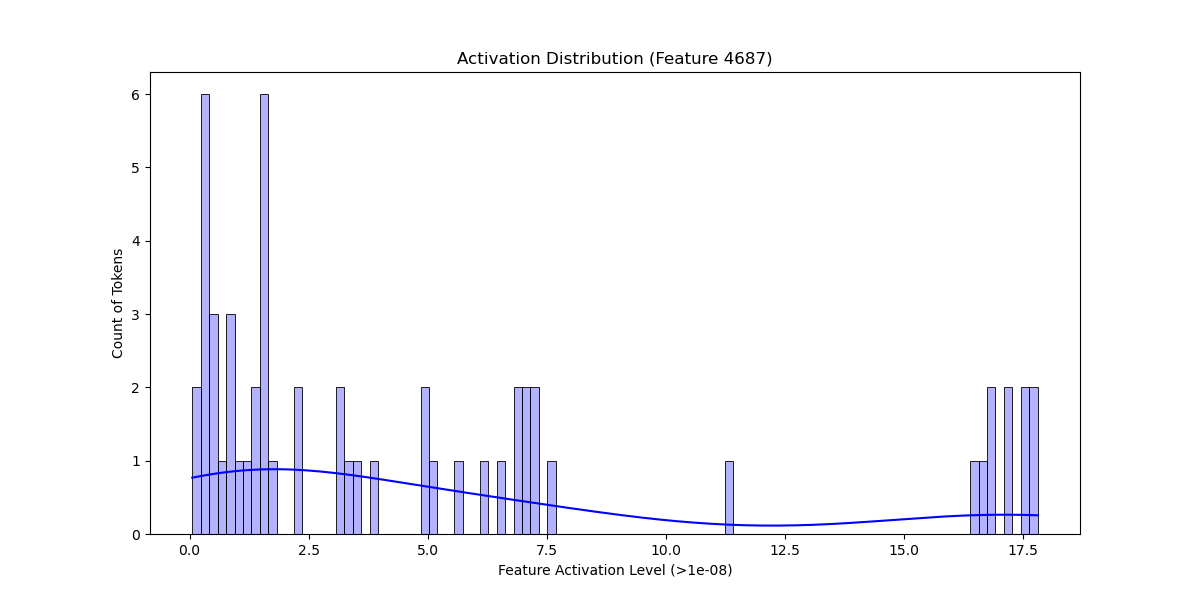 Activation Distribution (Feature 4687)
6
5
4
3
2
1
0
Count of Tokens
0.0 2.5 5.0 7.5 10.0 12.5 15.0 17.5
Feature Activation Level (>1e-08)